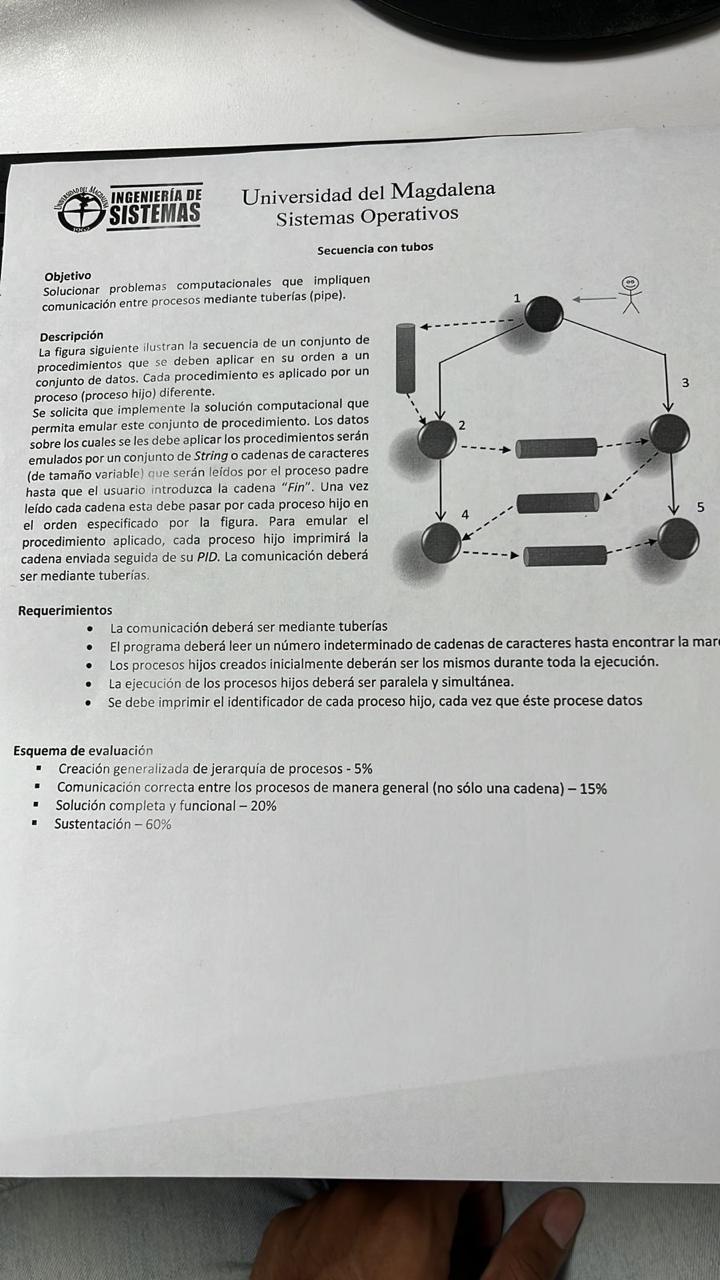 UNIVERSIDAD DEL MAGDALENA
INGENIERÍA DE
SISTEMAS
Universidad del Magdalena
Sistemas Operativos
Secuencia con tubos
Objetivo
Solucionar problemas computacionales que impliquen
comunicación entre procesos mediante tuberías (pipe).
Descripción
La figura siguiente ilustran la secuencia de un conjunto de
procedimientos que se deben aplicar en su orden a un
conjunto de datos. Cada procedimiento es aplicado por un
proceso (proceso hijo) diferente.
Se solicita que implemente la solución computacional que
permita emular este conjunto de procedimiento. Los datos
sobre los cuales se les debe aplicar los procedimientos serán
emulados por un conjunto de String o cadenas de caracteres
(de tamaño variable) que serán leídos por el proceso padre
hasta que el usuario introduzca la cadena “Fin”. Una vez
leído cada cadena esta debe pasar por cada proceso hijo en
el orden especificado por la figura. Para emular el
procedimiento aplicado, cada proceso hijo imprimirá la
cadena enviada seguida de su PID. La comunicación deberá
ser mediante tuberías.
1
2
3
4
5
Requerimientos
• La comunicación deberá ser mediante tuberías
• El programa deberá leer un número indeterminado de cadenas de caracteres hasta encontrar la
• Los procesos hijos creados inicialmente deberán ser los mismos durante toda la ejecución.
• La ejecución de los procesos hijos deberá ser paralela y simultánea.
• Se debe imprimir el identificador de cada proceso hijo, cada vez que éste procese datos
Esquema de evaluación
▪ Creación generalizada de jerarquía de procesos - 5%
▪ Comunicación correcta entre los procesos de manera general (no sólo una cadena) – 15%
▪ Solución completa y funcional – 20%
▪ Sustentación – 60%